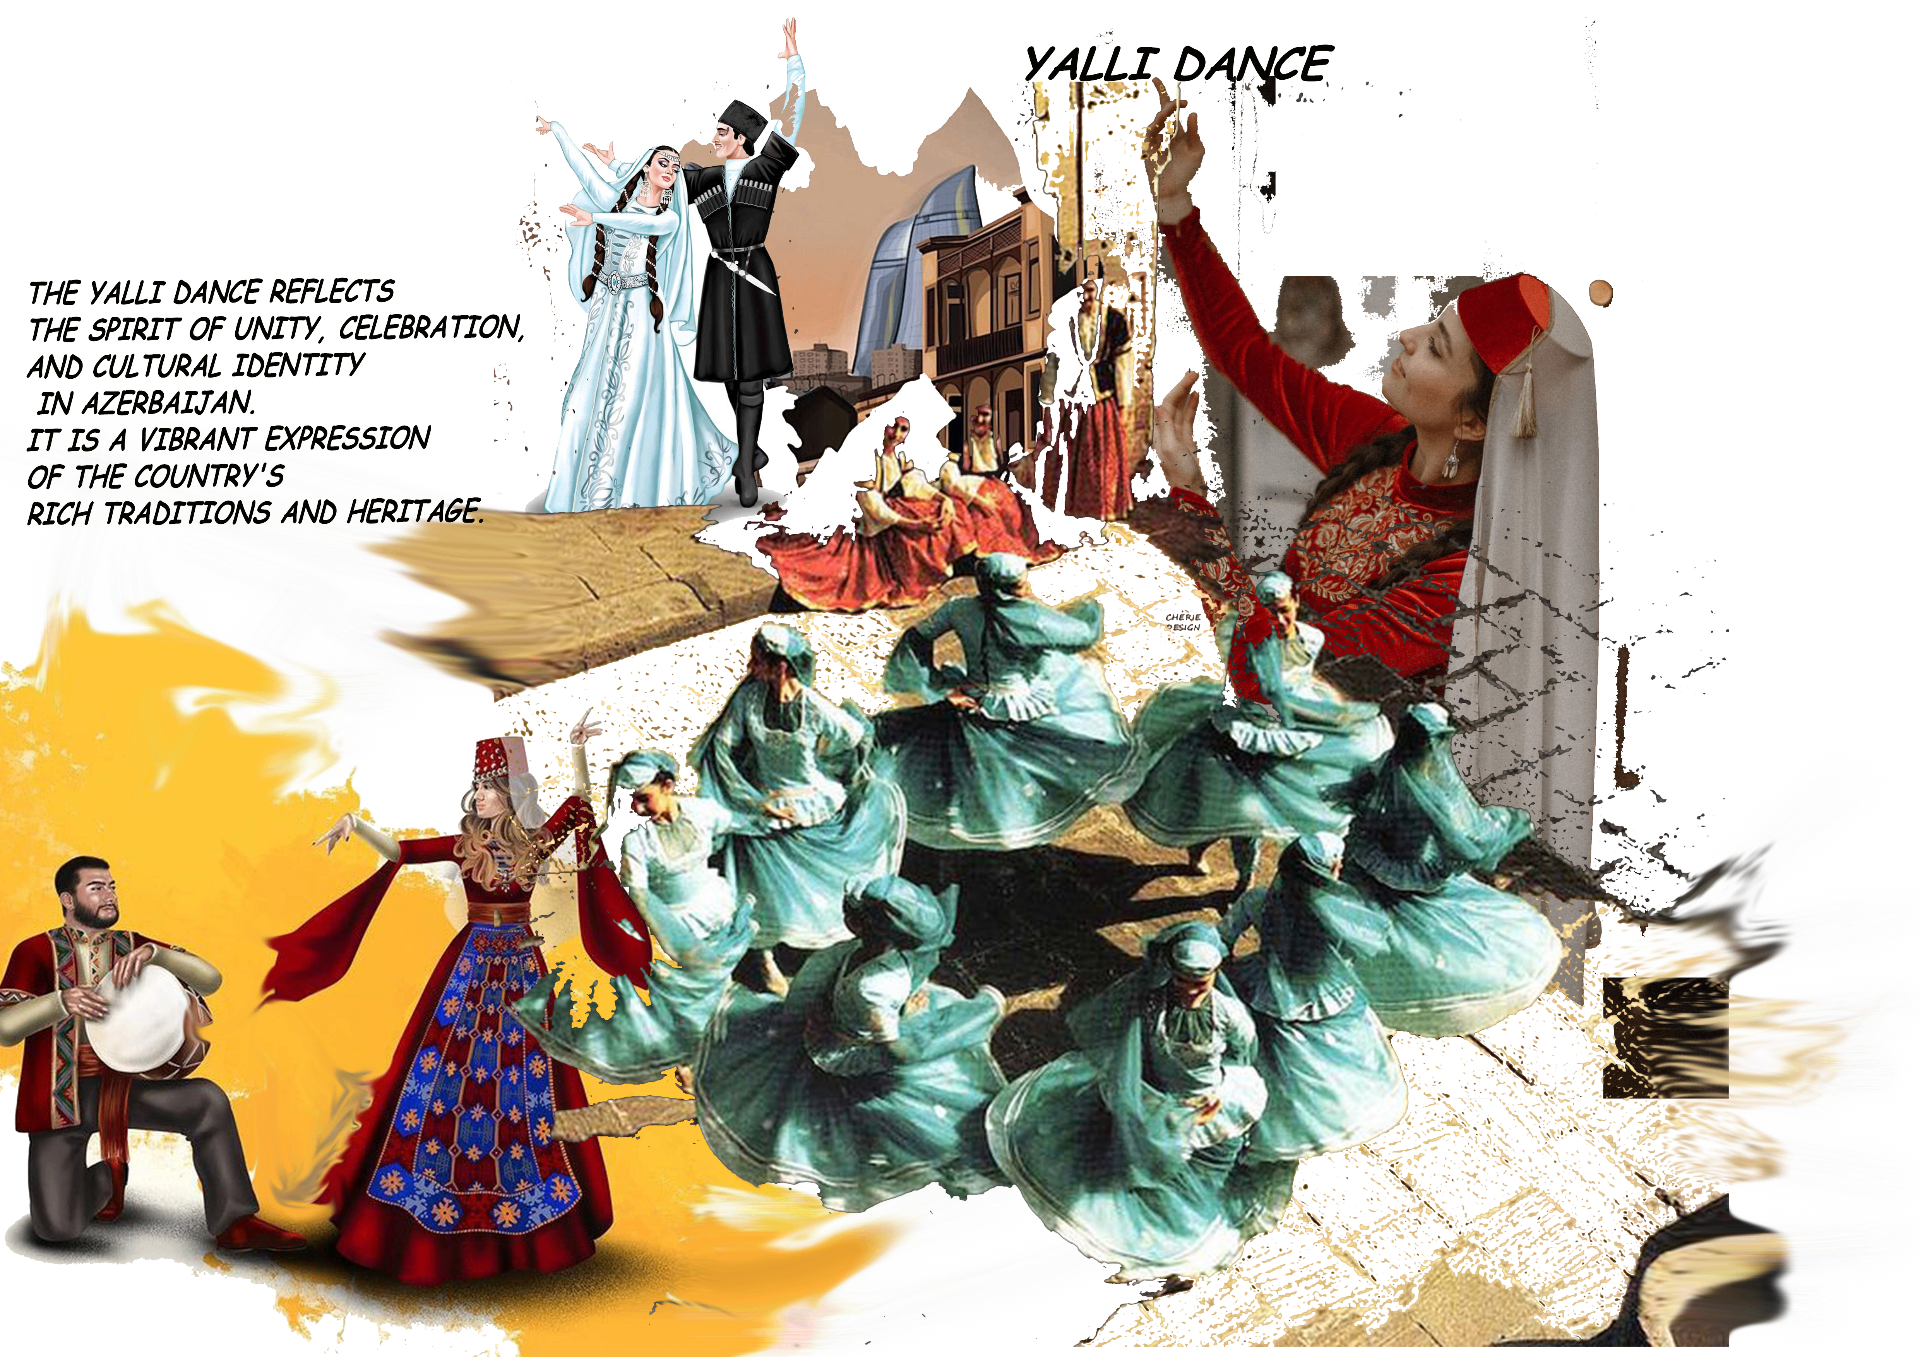 YALLI DANCE
THE YALLI DANCE REFLECTS
THE SPIRIT OF UNITY, CELEBRATION,
AND CULTURAL IDENTITY
IN AZERBAIJAN.
IT IS A VIBRANT EXPRESSION
OF THE COUNTRY'S
RICH TRADITIONS AND HERITAGE.
CHERIE
DESIGN